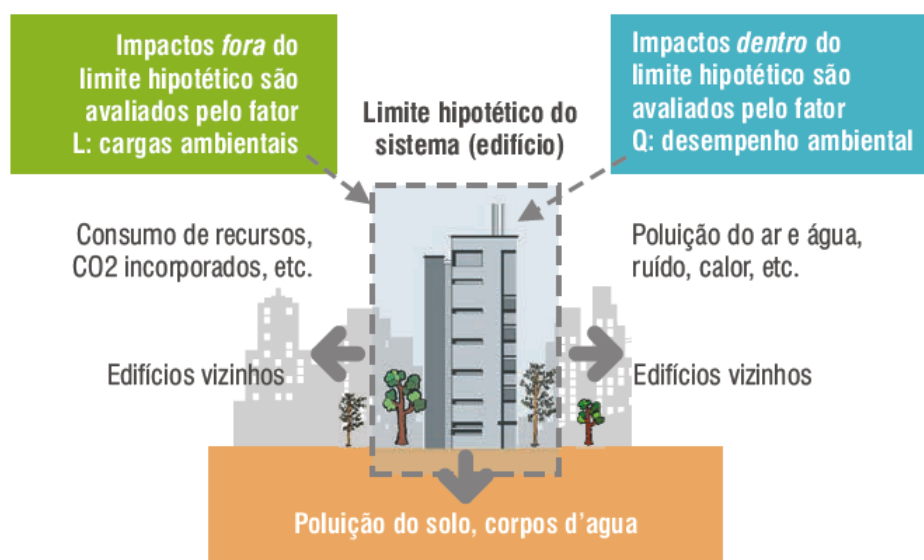 Impactos fora do
limite hipotético são
avaliados pelo fator
L: cargas ambientais
Limite hipotético do
sistema (edifício)
Impactos dentro do
limite hipotético são
avaliados pelo fator
Q: desempenho ambiental
Consumo de recursos,
CO2 incorporados, etc.
Poluição do ar e água,
ruído, calor, etc.
Edifícios vizinhos
Edifícios vizinhos
Poluição do solo, corpos d'agua